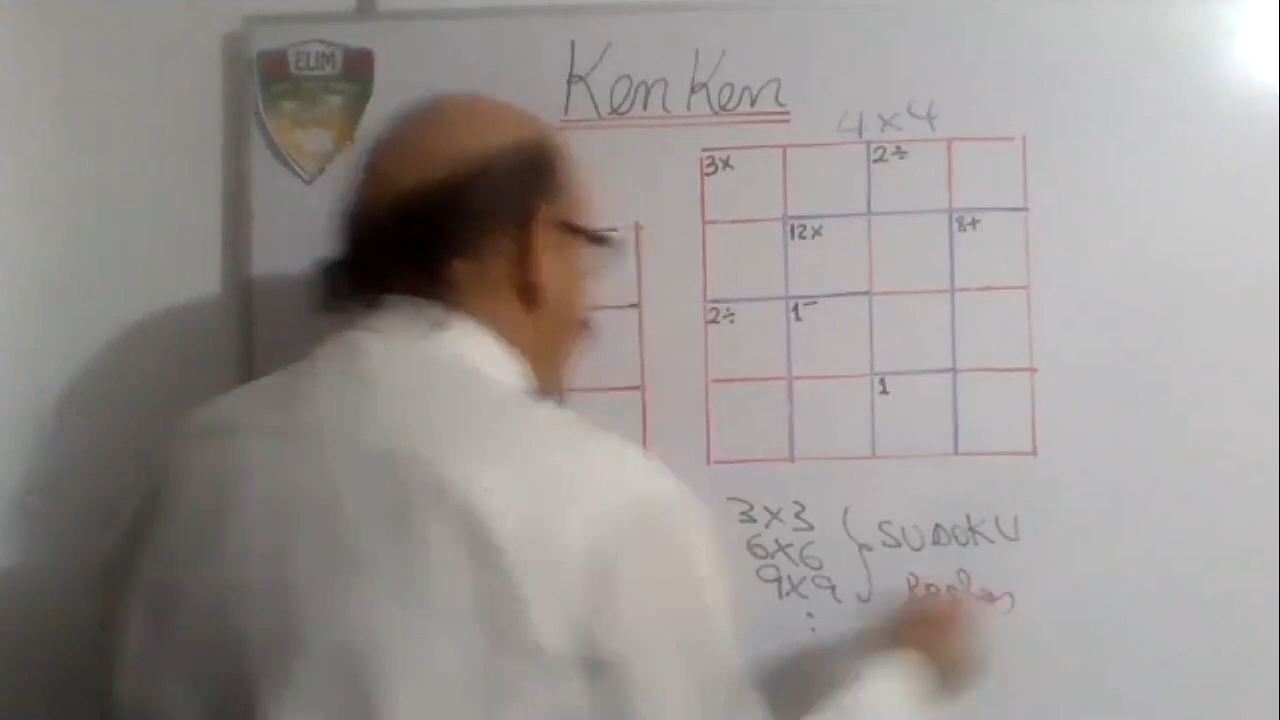 ELIM
KenKen
4x4
3x 2÷
12x 8+
2÷ 1-
1
3x3
6x6 SUDOKU
9x9
: